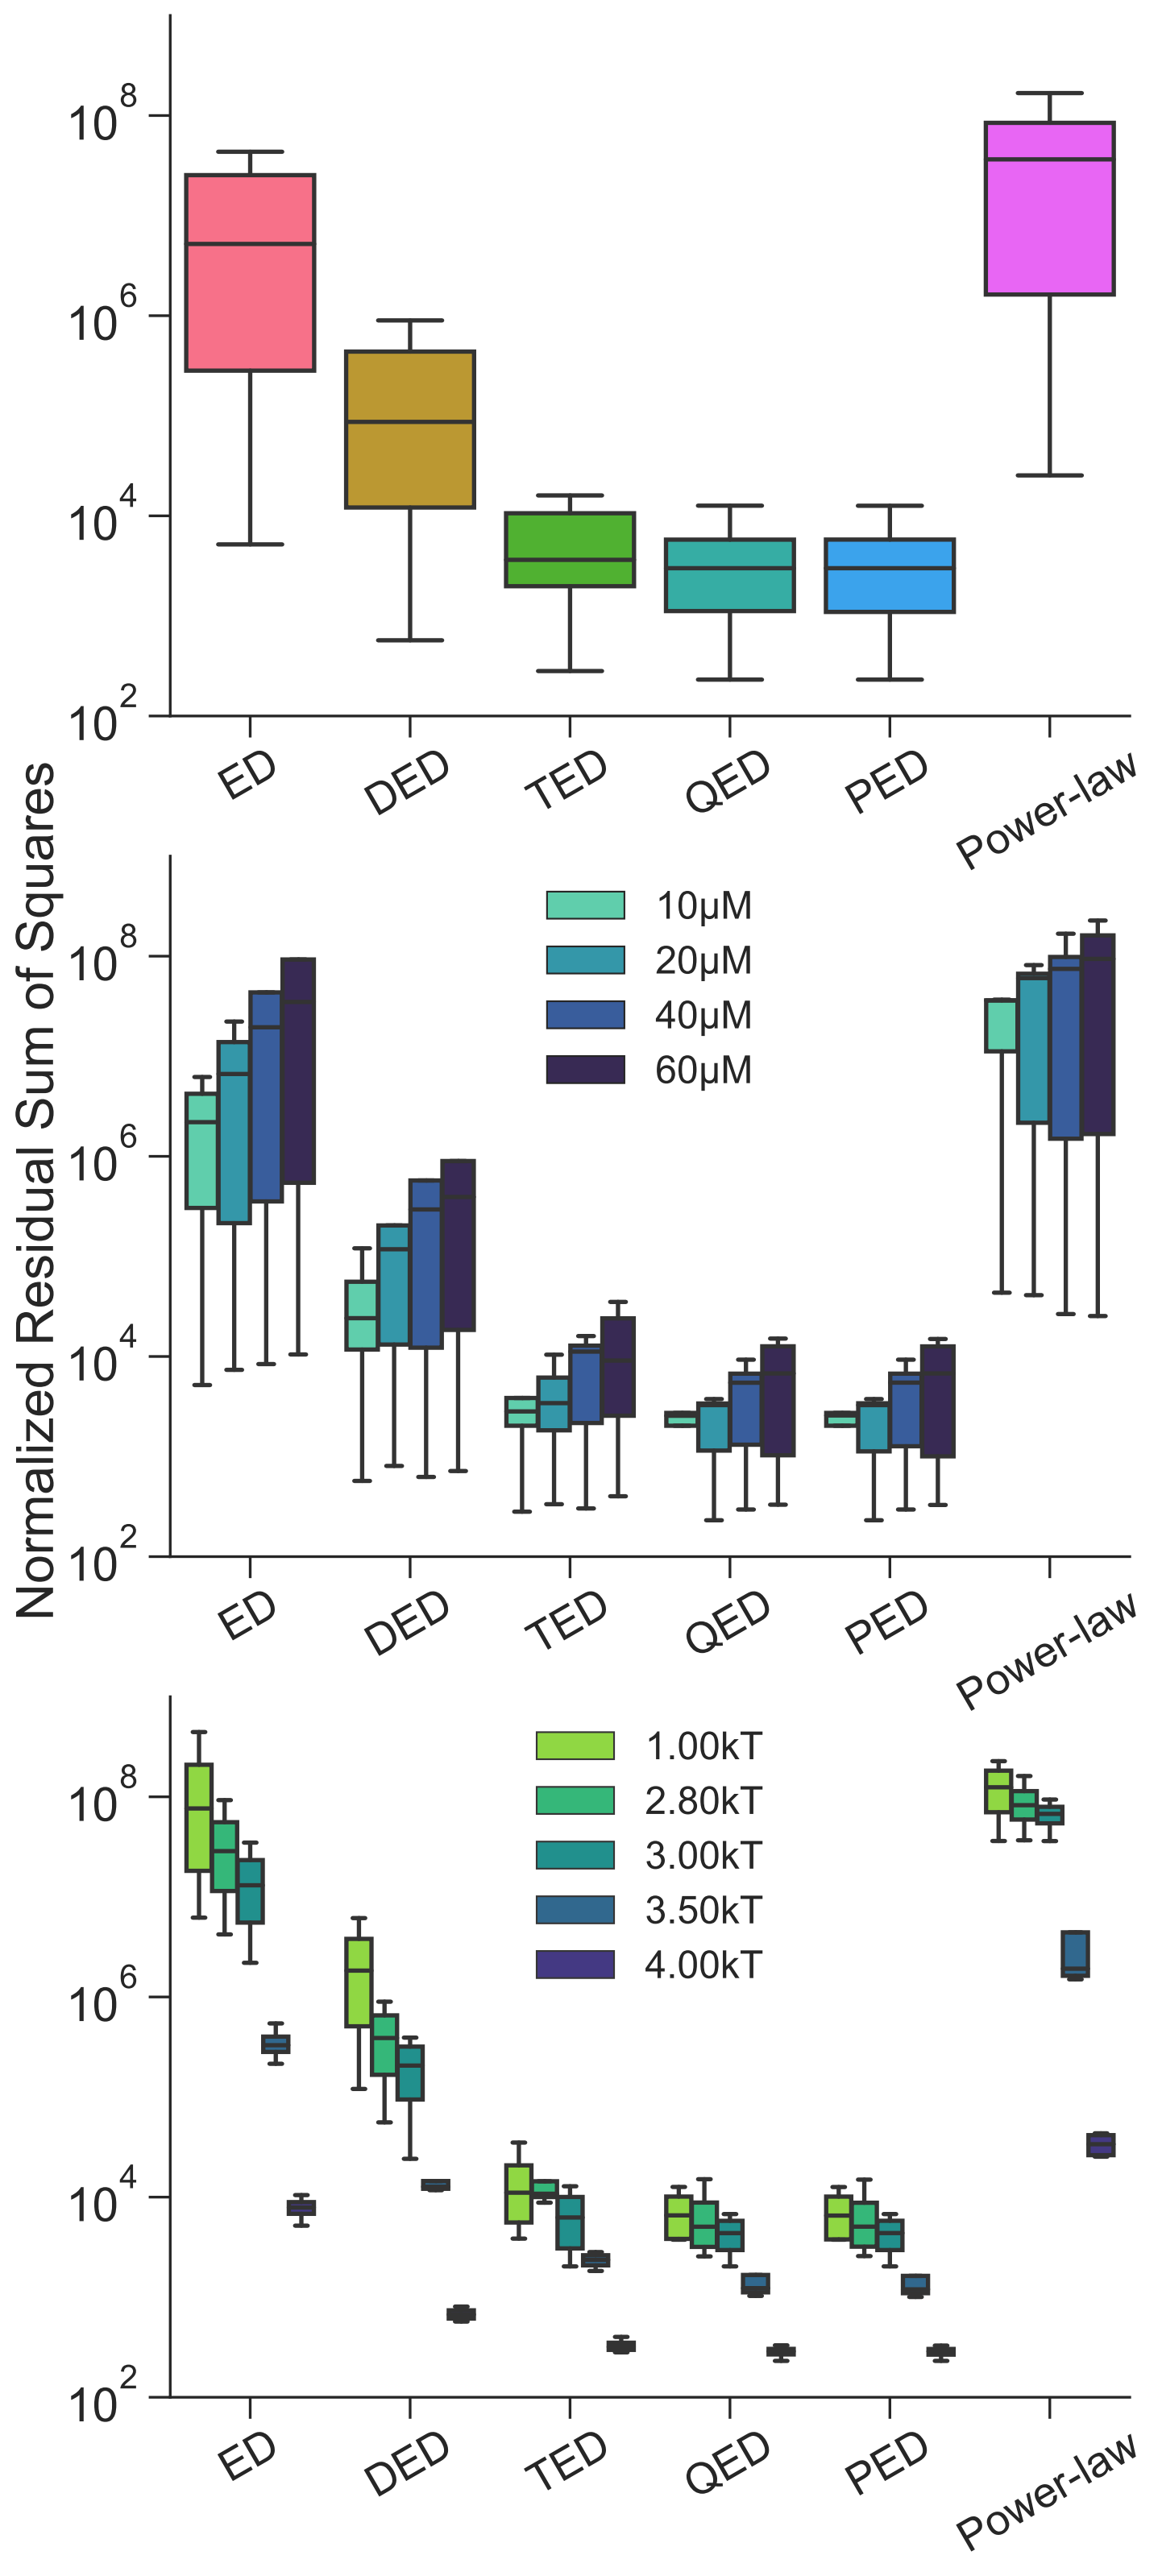 Normalized Residual Sum of Squares
10^8
10^6
10^4
10^2
ED
DED
TED
QED
PED
Power-law
10^8
10^6
10^4
10^2
10µM
20µM
40µM
60µM
ED
DED
TED
QED
PED
Power-law
10^8
10^6
10^4
10^2
1.00kT
2.80kT
3.00kT
3.50kT
4.00kT
ED
DED
TED
QED
PED
Power-law